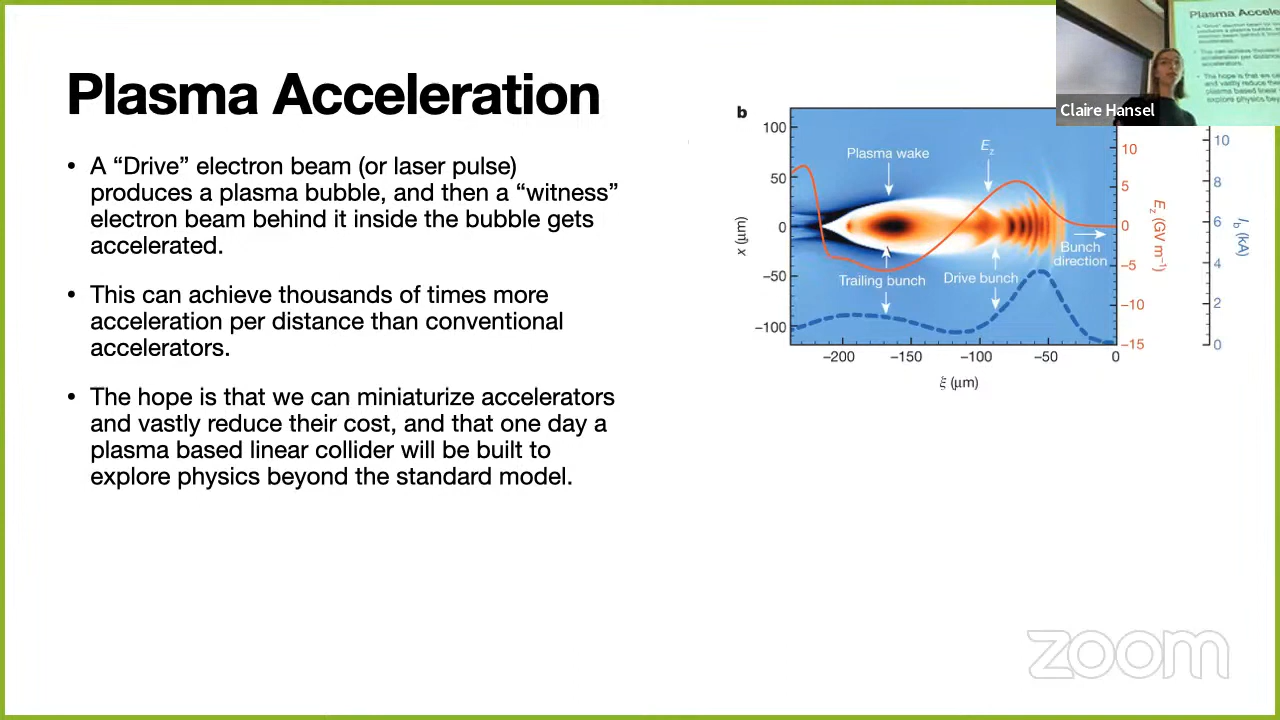 Plasma Acceleration
• A “Drive” electron beam (or laser pulse)
produces a plasma bubble, and then a “witness”
electron beam behind it inside the bubble gets
accelerated.
• This can achieve thousands of times more
acceleration per distance than conventional
accelerators.
• The hope is that we can miniaturize accelerators
and vastly reduce their cost, and that one day a
plasma based linear collider will be built to
explore physics beyond the standard model.
b
Plasma wake
E_z
Trailing bunch
Drive bunch
Bunch
direction
100
50
0
−50
−100
x (μm)
−200
−150
−100
−50
0
ξ (μm)
10
5
0
−5
−10
−15
E_z (GV m⁻¹)
10
8
6
4
2
0
I_b (kA)
Plasma Accele
Claire Hansel
zoom